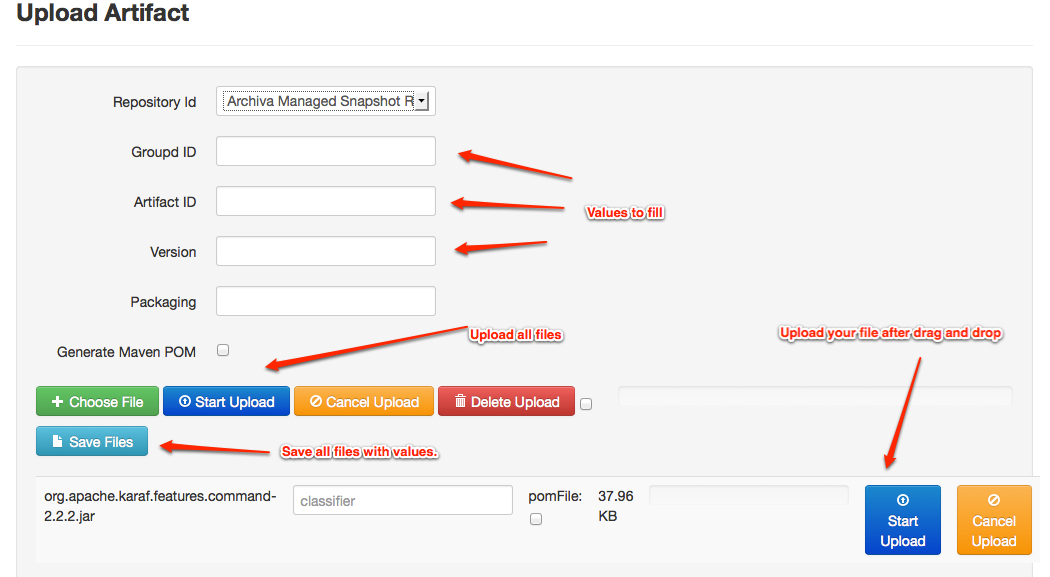 Upload Artifact
Repository Id
Archiva Managed Snapshot R
Groupd ID
Artifact ID
Values to fill
Version
Packaging
Upload all files
Upload your file after drag and drop
Generate Maven POM
Choose File
Start Upload
Cancel Upload
Delete Upload
Save Files
Save all files with values.
org.apache.karaf.features.command-
2.2.2.jar
classifier
pomFile:
37.96
KB
Start
Upload
Cancel
Upload